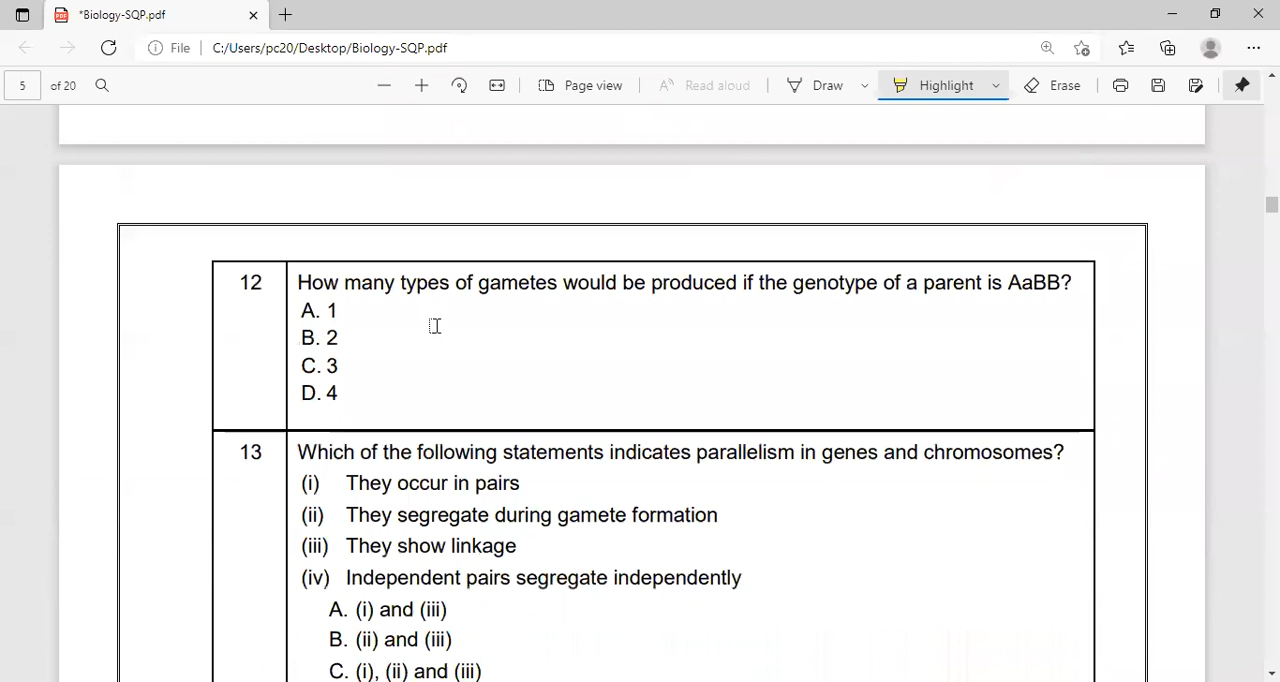 *Biology-SQP.pdf
File C:/Users/pc20/Desktop/Biology-SQP.pdf
5 of 20 Page view Read aloud Draw Highlight Erase
12 How many types of gametes would be produced if the genotype of a parent is AaBB?
A. 1
B. 2
C. 3
D. 4
13 Which of the following statements indicates parallelism in genes and chromosomes?
(i) They occur in pairs
(ii) They segregate during gamete formation
(iii) They show linkage
(iv) Independent pairs segregate independently
A. (i) and (iii)
B. (ii) and (iii)
C. (i), (ii) and (iii)